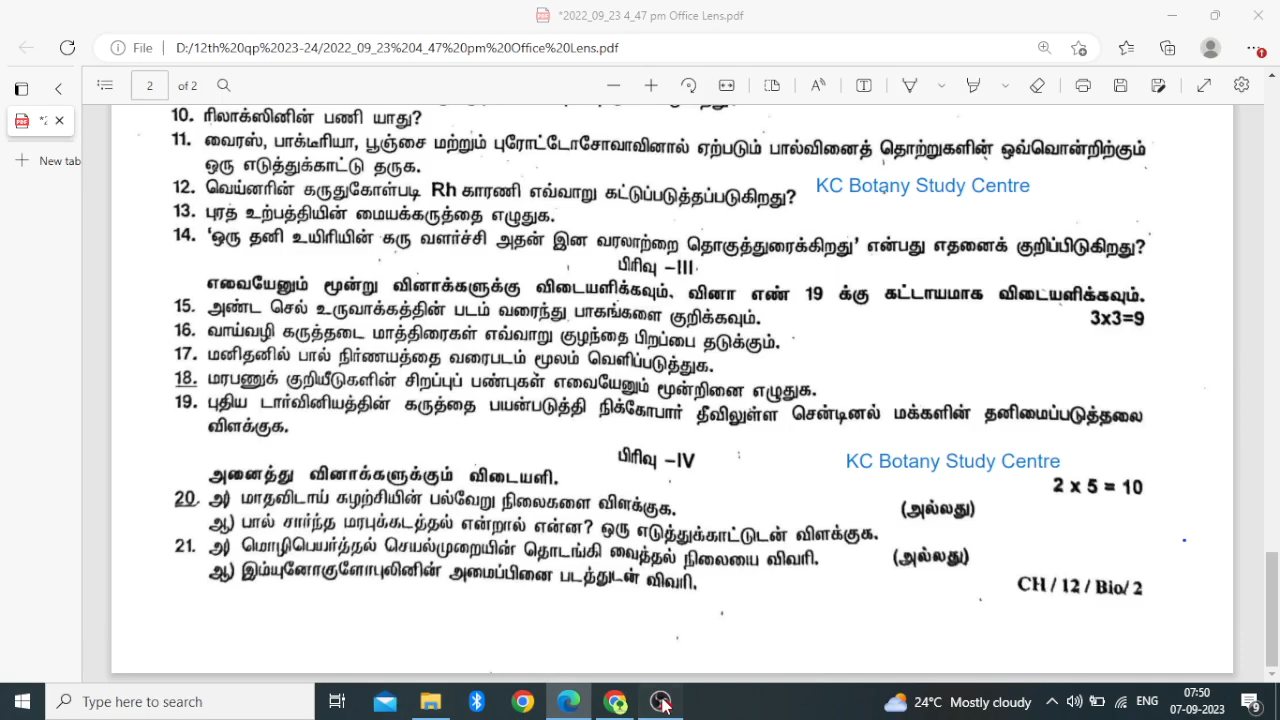 *2022_09_23 4_47 pm Office Lens.pdf
File | D:/12th%20qp%2023-24/2022_09_23%204_47%20pm%20Office%20Lens.pdf
2 of 2
New tab
10. ரிலாக்ஸினின் பணி யாது?
11. வைரஸ், பாக்டீரியா, பூஞ்சை மற்றும் புரோட்டோசோவாவினால் ஏற்படும் பால்வினைத் தொற்றுகளின் ஒவ்வொன்றிற்கும்
ஒரு எடுத்துக்காட்டு தருக.
12. வெய்னரின் கருதுகோள்படி Rh காரணி எவ்வாறு கட்டுப்படுத்தப்படுகிறது?
KC Botany Study Centre
13. புரத உற்பத்தியின் மையக்கருத்தை எழுதுக.
14. ‘ஒரு தனி உயிரியின் கரு வளர்ச்சி அதன் இன வரலாற்றை தொகுத்துரைக்கிறது’ என்பது எதனைக் குறிப்பிடுகிறது?
பிரிவு –III
எவையேனும் மூன்று வினாக்களுக்கு விடையளிக்கவும். வினா எண் 19 க்கு கட்டாயமாக விடையளிக்கவும்.
3x3=9
15. அண்ட செல் உருவாக்கத்தின் படம் வரைந்து பாகங்களை குறிக்கவும்.
16. வாய்வழி கருத்தடை மாத்திரைகள் எவ்வாறு குழந்தை பிறப்பை தடுக்கும்.
17. மனிதனில் பால் நிர்ணயத்தை வரைபடம் மூலம் வெளிப்படுத்துக.
18. மரபணுக் குறியீடுகளின் சிறப்புப் பண்புகள் எவையேனும் மூன்றினை எழுதுக.
19. புதிய டார்வினியத்தின் கருத்தை பயன்படுத்தி நிக்கோபார் தீவிலுள்ள சென்டினல் மக்களின் தனிமைப்படுத்தலை
விளக்குக.
பிரிவு –IV
KC Botany Study Centre
அனைத்து வினாக்களுக்கும் விடையளி.
2 x 5 = 10
20. அ) மாதவிடாய் சுழற்சியின் பல்வேறு நிலைகளை விளக்குக. (அல்லது)
ஆ) பால் சார்ந்த மரபுக்கடத்தல் என்றால் என்ன? ஒரு எடுத்துக்காட்டுடன் விளக்குக.
21. அ) மொழிபெயர்த்தல் செயல்முறையின் தொடங்கி வைத்தல் நிலையை விவரி. (அல்லது)
ஆ) இம்யுனோகுளோபுலினின் அமைப்பினை படத்துடன் விவரி.
CH / 12 / Bio/ 2
Type here to search
24°C Mostly cloudy
ENG
07:50
07-09-2023
9